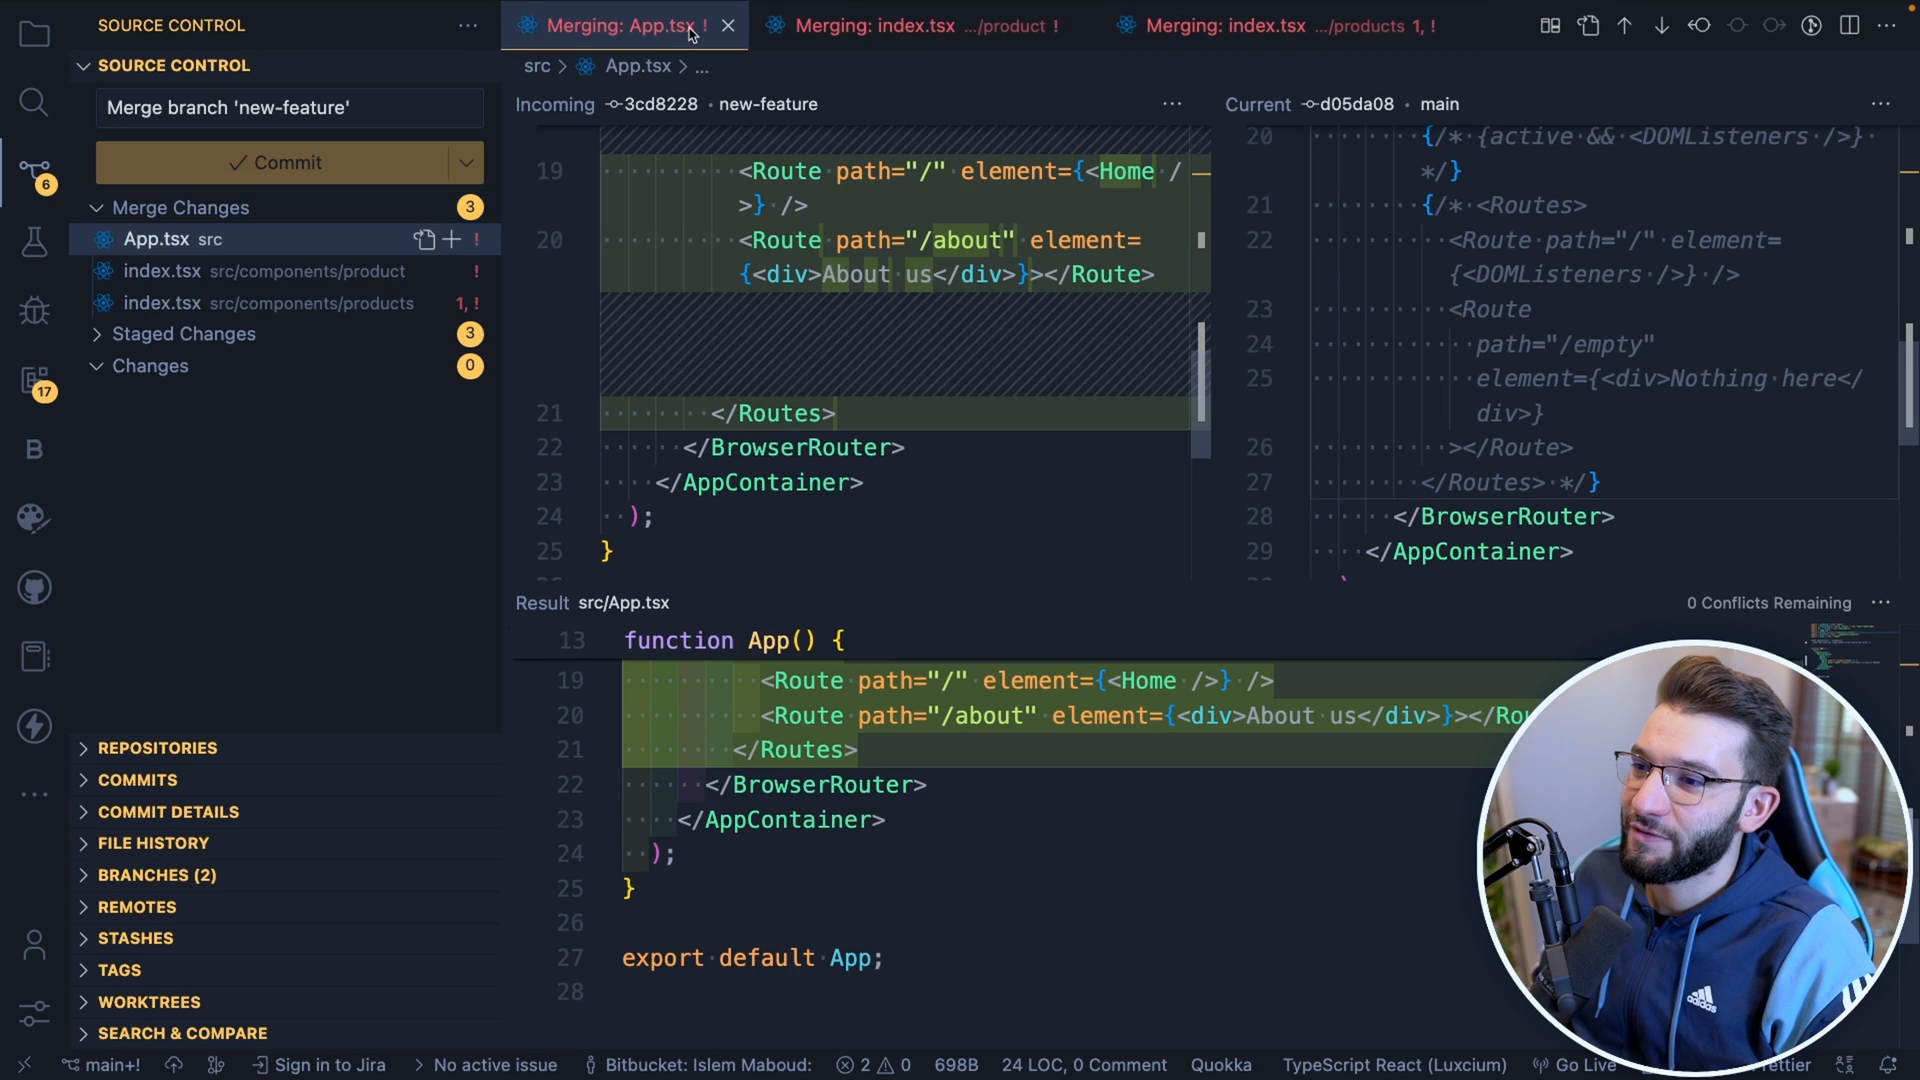 SOURCE CONTROL
SOURCE CONTROL
Merge branch 'new-feature'
Commit
Merge Changes 3
App.tsx src !
index.tsx src/components/product !
index.tsx src/components/products 1, !
Staged Changes 3
Changes 0
6
17
REPOSITORIES
COMMITS
COMMIT DETAILS
FILE HISTORY
BRANCHES (2)
REMOTES
STASHES
TAGS
WORKTREES
SEARCH & COMPARE
Merging: App.tsx !
Merging: index.tsx .../product !
Merging: index.tsx .../products 1, !
src > App.tsx > ...
Incoming 3cd8228 • new-feature
19 <Route path="/" element={<Home /
>} />
20 <Route path="/about" element=
{<div>About us</div>}></Route>
21 </Routes>
22 </BrowserRouter>
23 </AppContainer>
24 );
25 }
Current d05da08 • main
20 {/* {active && <DOMListeners />}
*/}
21 {/* <Routes>
22 <Route path="/" element=
{<DOMListeners />} />
23 <Route
24 path="/empty"
25 element={<div>Nothing here</
div>}
26 ></Route>
27 </Routes> */}
28 </BrowserRouter>
29 </AppContainer>
Result src/App.tsx
0 Conflicts Remaining
13 function App() {
19 <Route path="/" element={<Home />} />
20 <Route path="/about" element={<div>About us</div>}></Rou
21 </Routes>
22 </BrowserRouter>
23 </AppContainer>
24 );
25 }
26
27 export default App;
28
adidas
main+! Sign in to Jira No active issue Bitbucket: Islem Maboud: 2 0 698B 24 LOC, 0 Comment Quokka TypeScript React (Luxcium) Go Live ettier